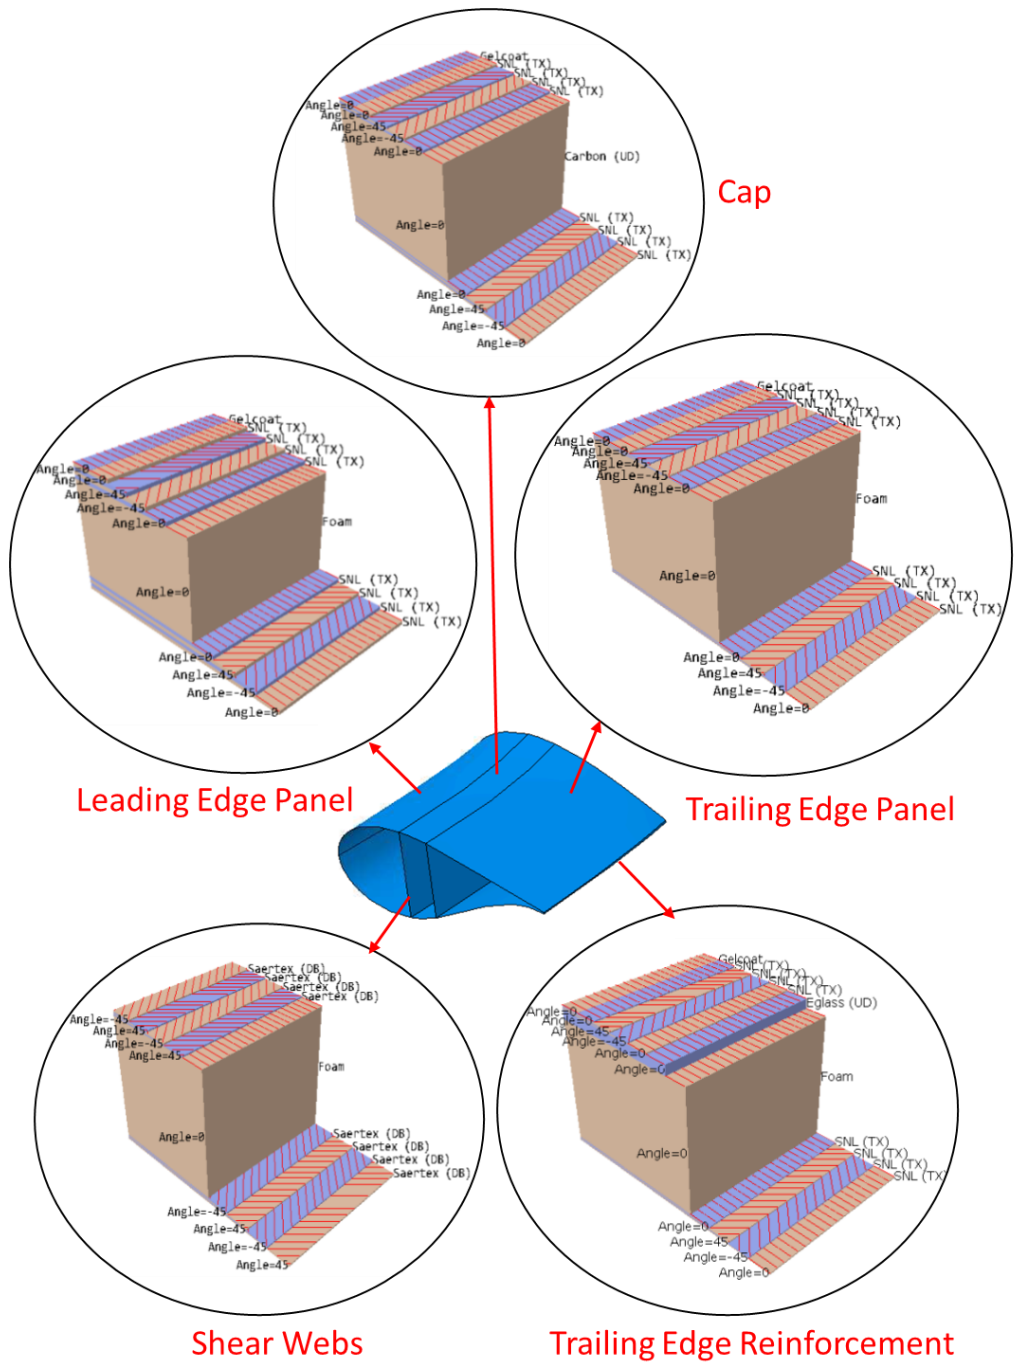 Gelcoat
SNL (TX)
SNL (TX)
SNL (TX)
SNL (TX)
Angle=0
Angle=0
Angle=45
Angle=-45
Angle=0
Carbon (UD)
Angle=0
SNL (TX)
SNL (TX)
SNL (TX)
SNL (TX)
Angle=0
Angle=45
Angle=-45
Angle=0
Cap
Gelcoat
SNL (TX)
SNL (TX)
SNL (TX)
SNL (TX)
Angle=0
Angle=0
Angle=45
Angle=-45
Angle=0
Foam
Angle=0
SNL (TX)
SNL (TX)
SNL (TX)
SNL (TX)
Angle=0
Angle=45
Angle=-45
Angle=0
Leading Edge Panel
Gelcoat
SNL (TX)
SNL (TX)
SNL (TX)
SNL (TX)
Angle=0
Angle=0
Angle=45
Angle=-45
Angle=0
Foam
Angle=0
SNL (TX)
SNL (TX)
SNL (TX)
SNL (TX)
Angle=0
Angle=45
Angle=-45
Angle=0
Trailing Edge Panel
Saertex (DB)
Saertex (DB)
Saertex (DB)
Saertex (DB)
Angle=-45
Angle=45
Angle=-45
Angle=45
Foam
Angle=0
Saertex (DB)
Saertex (DB)
Saertex (DB)
Saertex (DB)
Angle=-45
Angle=45
Angle=-45
Angle=45
Shear Webs
Gelcoat
SNL (TX)
SNL (TX)
SNL (TX)
SNL (TX)
Eglass (UD)
Angle=0
Angle=0
Angle=45
Angle=-45
Angle=0
Angle=0
Foam
Angle=0
SNL (TX)
SNL (TX)
SNL (TX)
SNL (TX)
Angle=0
Angle=45
Angle=-45
Angle=0
Trailing Edge Reinforcement